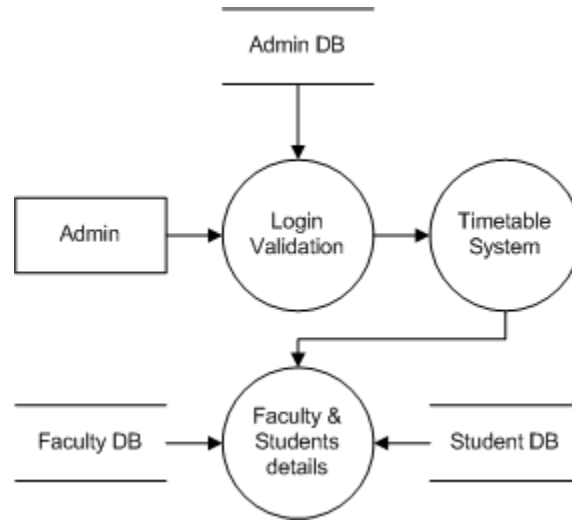 Admin DB
Admin
Login
Validation
Timetable
System
Faculty DB
Faculty &
Students
details
Student DB